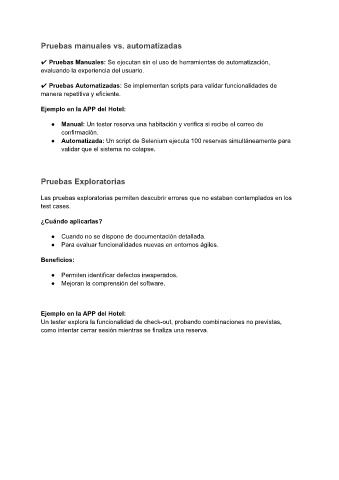 Pruebas manuales vs. automatizadas
✔ Pruebas Manuales: Se ejecutan sin el uso de herramientas de automatización,
evaluando la experiencia del usuario.
✔ Pruebas Automatizadas: Se implementan scripts para validar funcionalidades de
manera repetitiva y eficiente.
Ejemplo en la APP del Hotel:
● Manual: Un tester reserva una habitación y verifica si recibe el correo de
confirmación.
● Automatizada: Un script de Selenium ejecuta 100 reservas simultáneamente para
validar que el sistema no colapse.
Pruebas Exploratorias
Las pruebas exploratorias permiten descubrir errores que no estaban contemplados en los
test cases.
¿Cuándo aplicarlas?
● Cuando no se dispone de documentación detallada.
● Para evaluar funcionalidades nuevas en entornos ágiles.
Beneficios:
● Permiten identificar defectos inesperados.
● Mejoran la comprensión del software.
Ejemplo en la APP del Hotel:
Un tester explora la funcionalidad de check-out, probando combinaciones no previstas,
como intentar cerrar sesión mientras se finaliza una reserva.